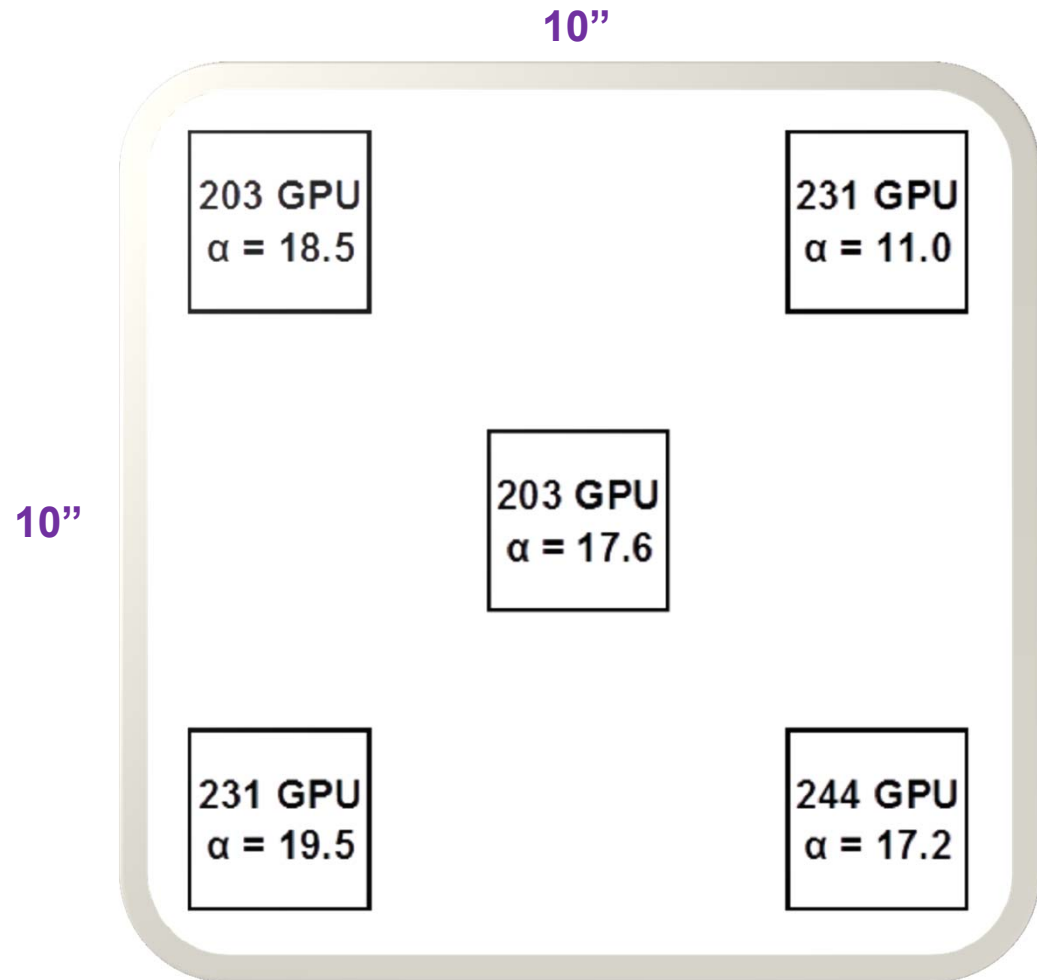 10”
203 GPU
α = 18.5
231 GPU
α = 11.0
203 GPU
α = 17.6
10”
231 GPU
α = 19.5
244 GPU
α = 17.2